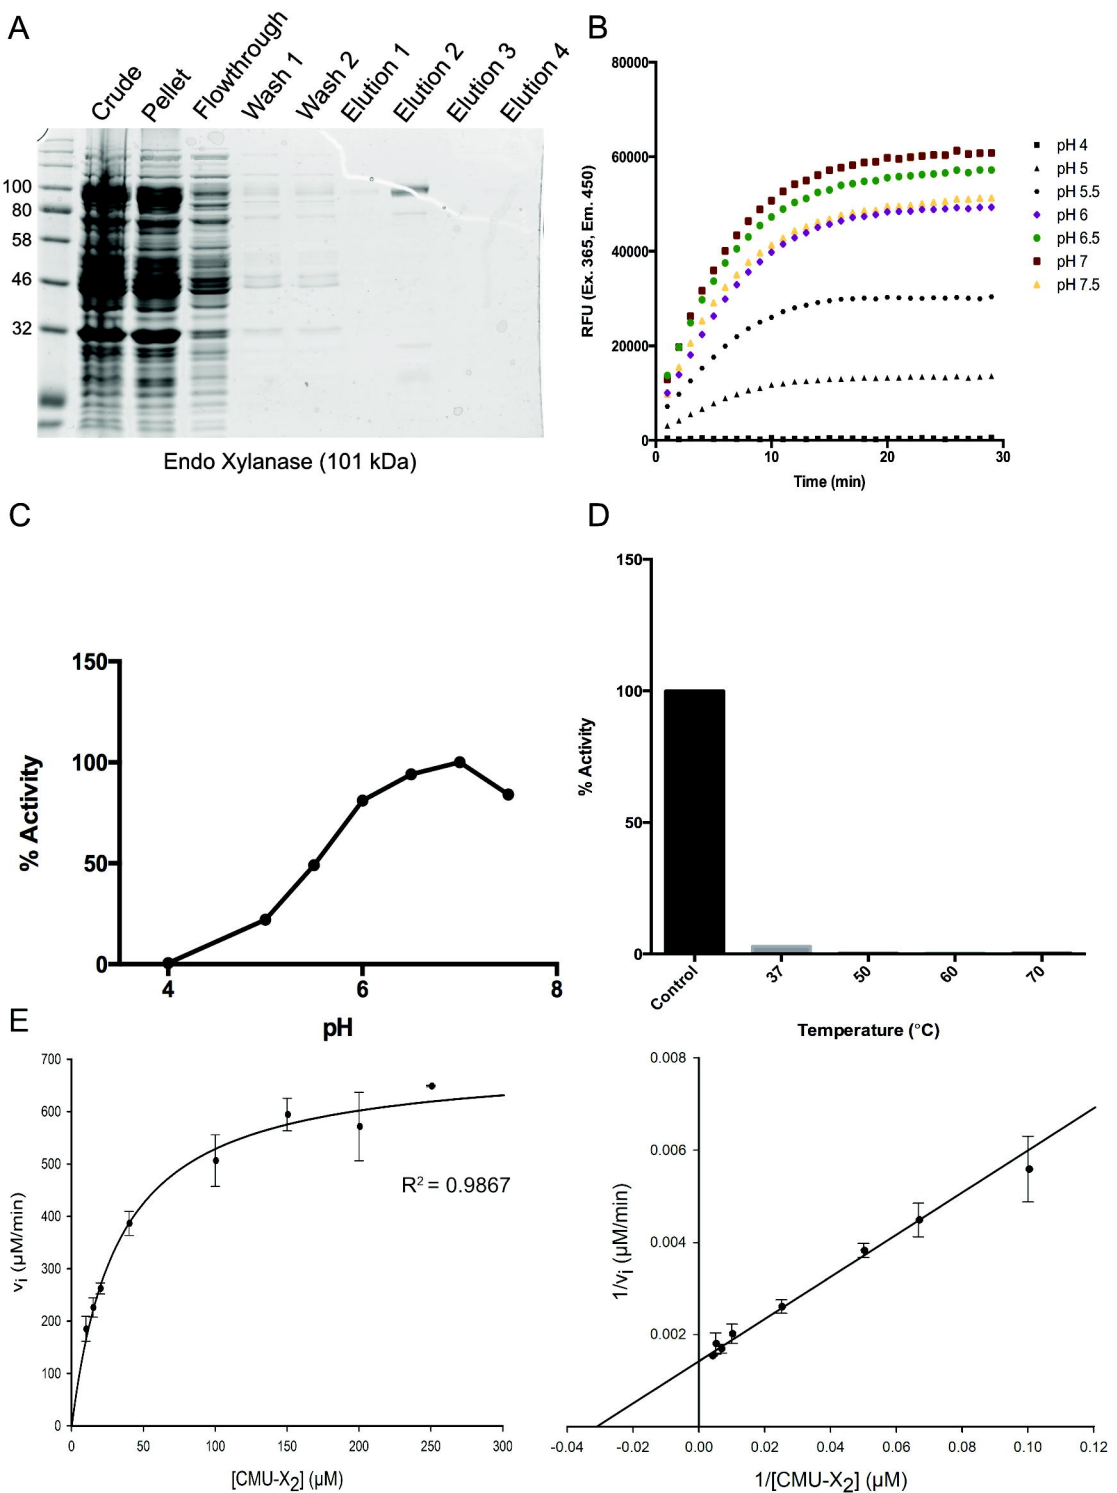 A
Crude
Pellet
Flowthrough
Wash 1
Wash 2
Elution 1
Elution 2
Elution 3
Elution 4
100
80
58
46
32
Endo Xylanase (101 kDa)
B
RFU (Ex. 365, Em. 450)
80000
60000
40000
20000
0
0 10 20 30
Time (min)
pH 4
pH 5
pH 5.5
pH 6
pH 6.5
pH 7
pH 7.5
C
% Activity
150
100
50
0
4 6 8
pH
D
% Activity
150
100
50
0
Control 37 50 60 70
Temperature (°C)
E
vi (µM/min)
700
600
500
400
300
200
100
0
0 50 100 150 200 250 300
R2 = 0.9867
[CMU-X2] (µM)
1/vi (µM/min)
0.008
0.006
0.004
0.002
-0.04 -0.02 0.00 0.02 0.04 0.06 0.08 0.10 0.12
1/[CMU-X2] (µM)